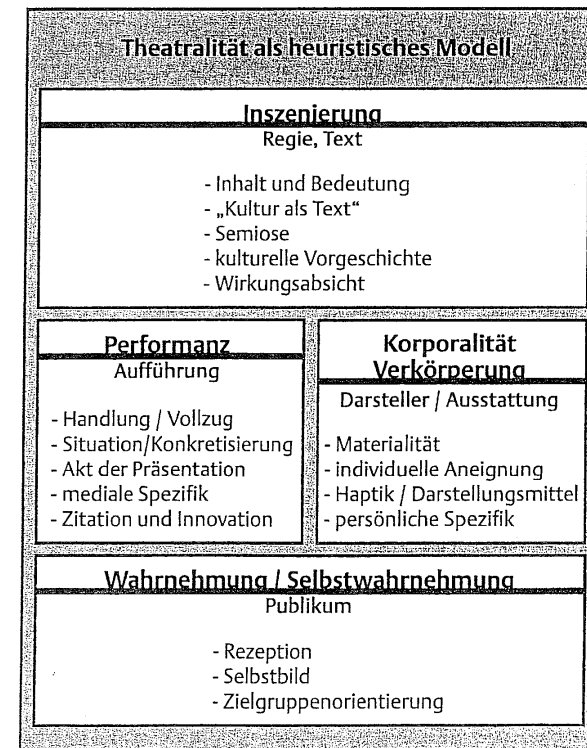 Theatralität als heuristisches Modell
Inszenierung
Regie, Text
- Inhalt und Bedeutung
- „Kultur als Text“
- Semiose
- kulturelle Vorgeschichte
- Wirkungsabsicht
Performanz
Aufführung
- Handlung / Vollzug
- Situation/Konkretisierung
- Akt der Präsentation
- mediale Spezifik
- Zitation und Innovation
Korporalität
Verkörperung
Darsteller / Ausstattung
- Materialität
- individuelle Aneignung
- Haptik / Darstellungsmittel
- persönliche Spezifik
Wahrnehmung / Selbstwahrnehmung
Publikum
- Rezeption
- Selbstbild
- Zielgruppenorientierung